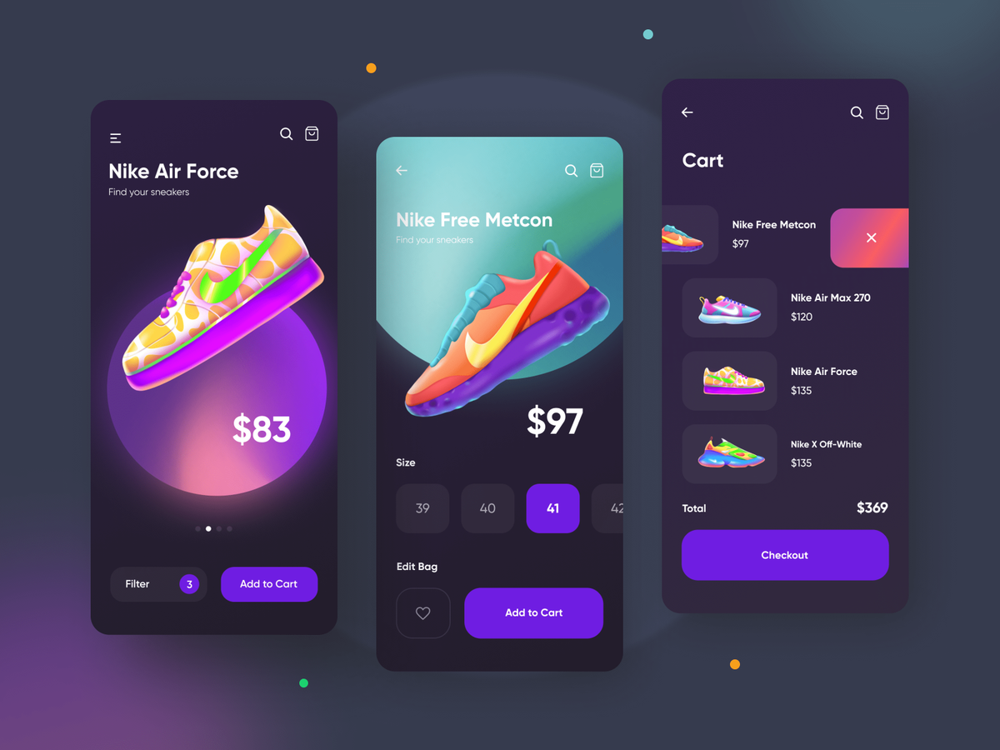 Nike Air Force
Find your sneakers
$83
Filter
3
Add to Cart
Nike Free Metcon
Find your sneakers
$97
Size
39
40
41
42
Edit Bag
Add to Cart
Cart
Nike Free Metcon
$97
Nike Air Max 270
$120
Nike Air Force
$135
Nike X Off-White
$135
Total
$369
Checkout